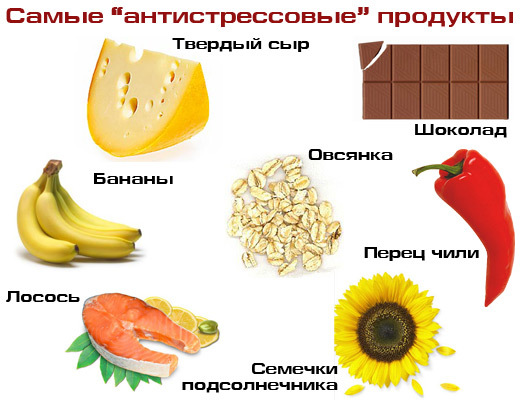 Самые “антистрессовые” продукты
Твердый сыр
Шоколад
Овсянка
Бананы
Перец чили
Лосось
Семечки
подсолнечника